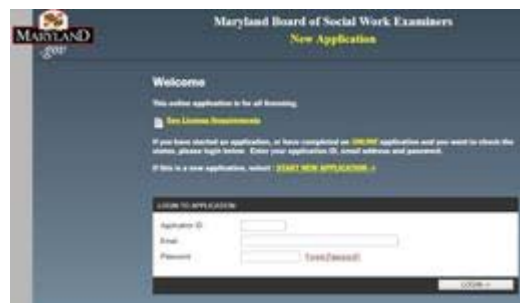 MARYLAND
.gov
Maryland Board of Social Work Examiners
New Application
Welcome
This online application is for all licensing.
See License Requirements
If you have started an application, or have completed an ONLINE application and you want to check the
status, please login below. Enter your application ID, email address and password.
If this is a new application, select : START NEW APPLICATION ->
LOGIN TO APPLICATION
Application ID
Email
Password
Forgot Password?
LOGIN ->